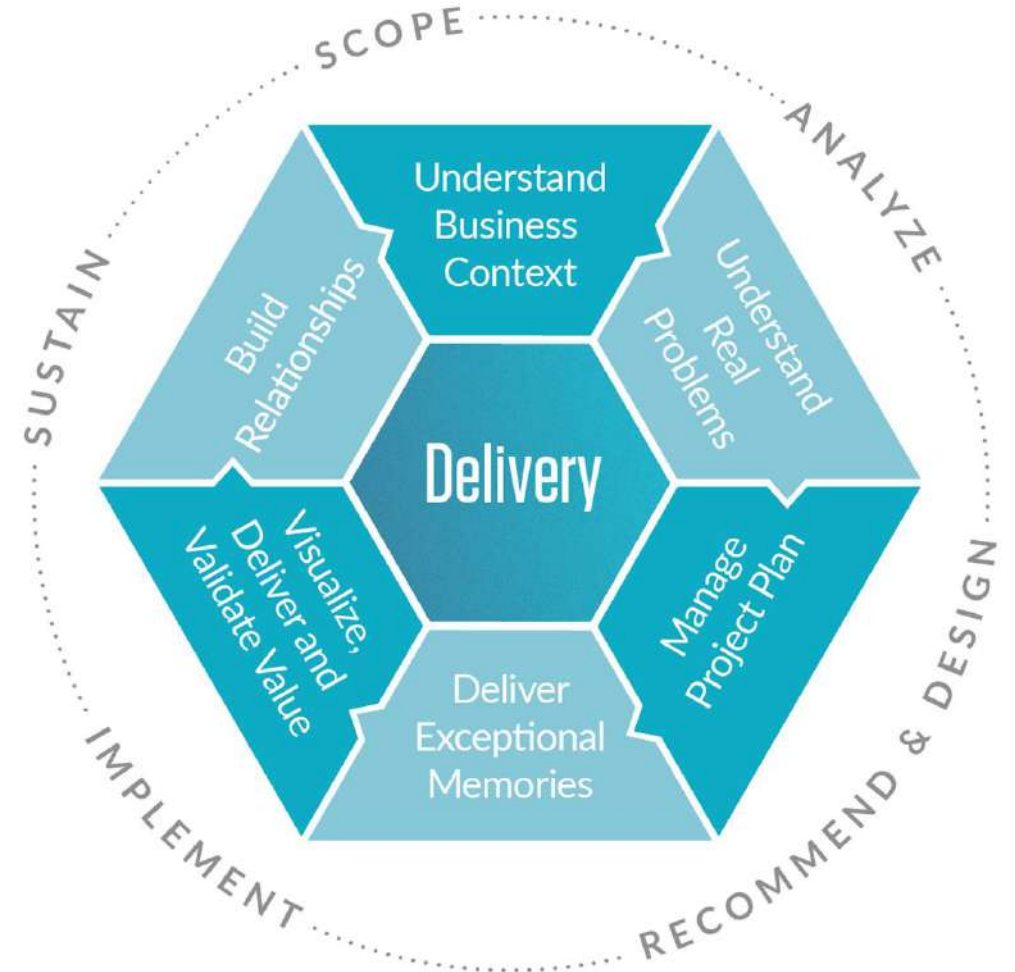 SCOPE
ANALYZE
RECOMMEND & DESIGN
IMPLEMENT
SUSTAIN
Understand
Business
Context
Understand
Real
Problems
Manage
Project Plan
Deliver
Exceptional
Memories
Visualize,
Deliver and
Validate Value
Build
Relationships
Delivery